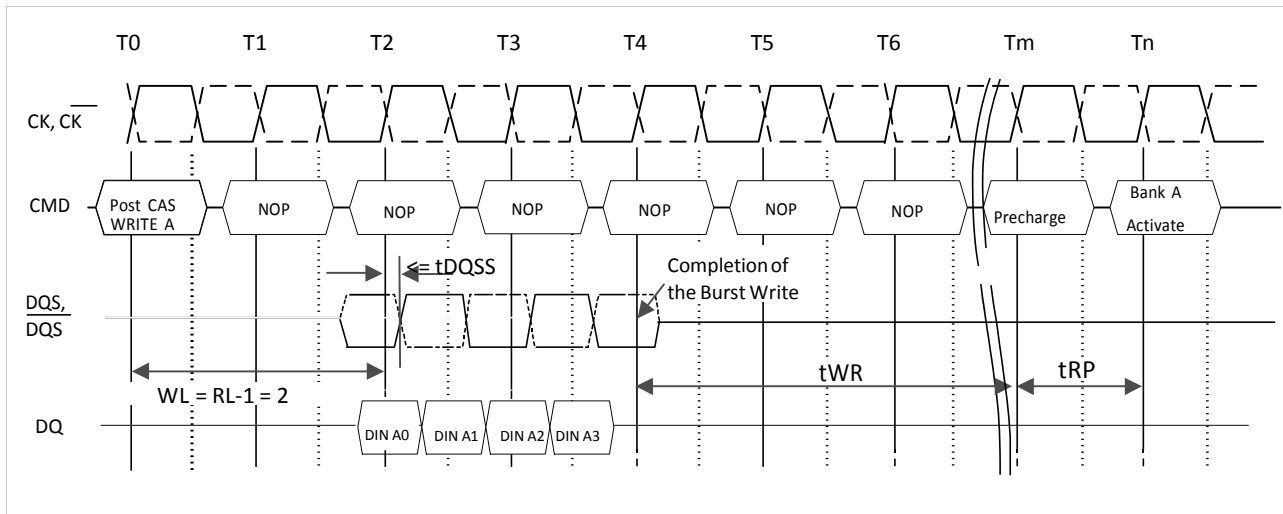 T0 T1 T2 T3 T4 T5 T6 Tm Tn
CK, CK
CMD
Post CAS
WRITE A
NOP
NOP
NOP
NOP
NOP
NOP
Precharge
Bank A
Activate
<= tDQSS
Completion of
the Burst Write
DQS,
DQS
WL = RL-1 = 2
tWR
tRP
DQ
DIN A0
DIN A1
DIN A2
DIN A3